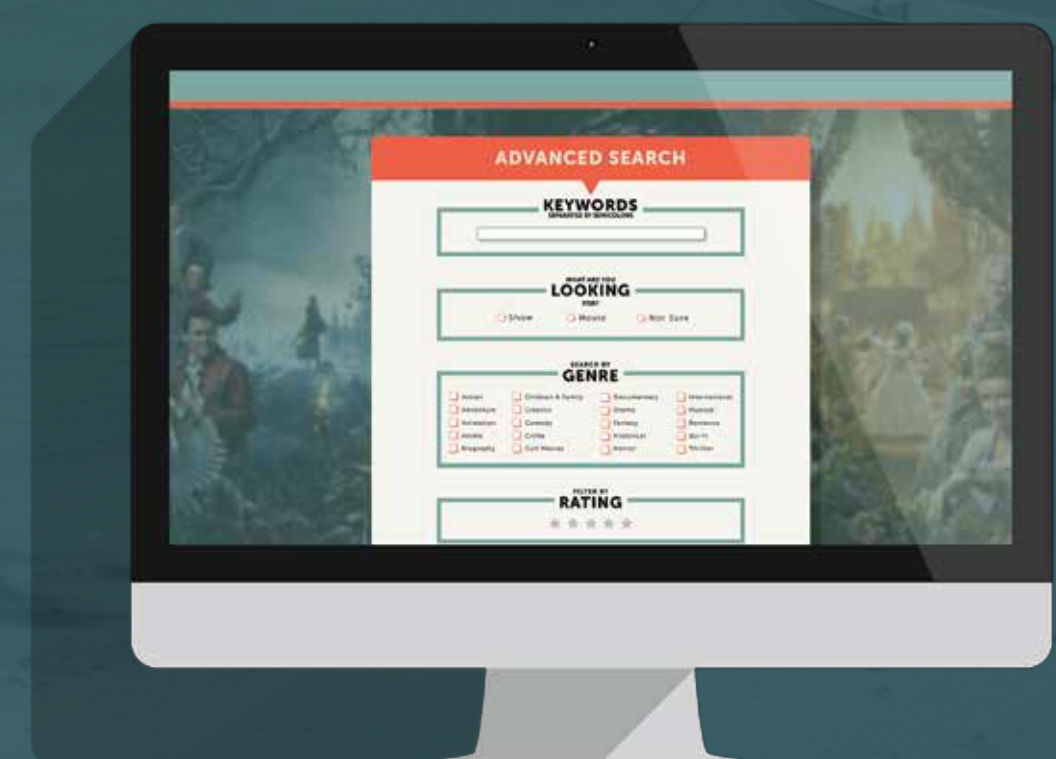 ADVANCED SEARCH
KEYWORDS
SEPARATED BY SEMICOLONS
WHAT ARE YOU
LOOKING
FOR?
Show Movie Not Sure
SEARCH BY
GENRE
Action Children & Family Documentary International
Adventure Classics Drama Musical
Animation Comedy Fantasy Romance
Anime Crime Historical Sci-Fi
Biography Cult Movies Horror Thriller
FILTER BY
RATING